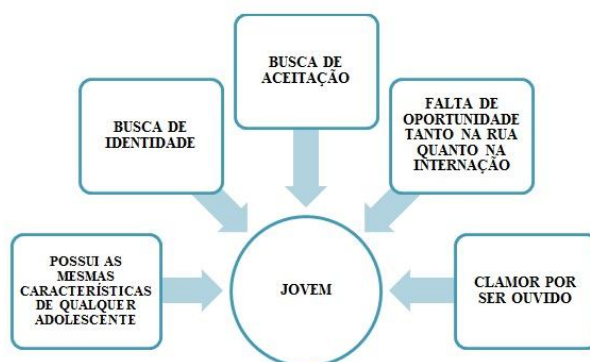 BUSCA DE
ACEITAÇÃO
BUSCA DE
IDENTIDADE
FALTA DE
OPORTUNIDADE
TANTO NA RUA
QUANTO NA
INTERNAÇÃO
POSSUI AS
MESMAS
CARACTERÍSTICAS
DE QUALQUER
ADOLESCENTE
JOVEM
CLAMOR POR
SER OUVIDO